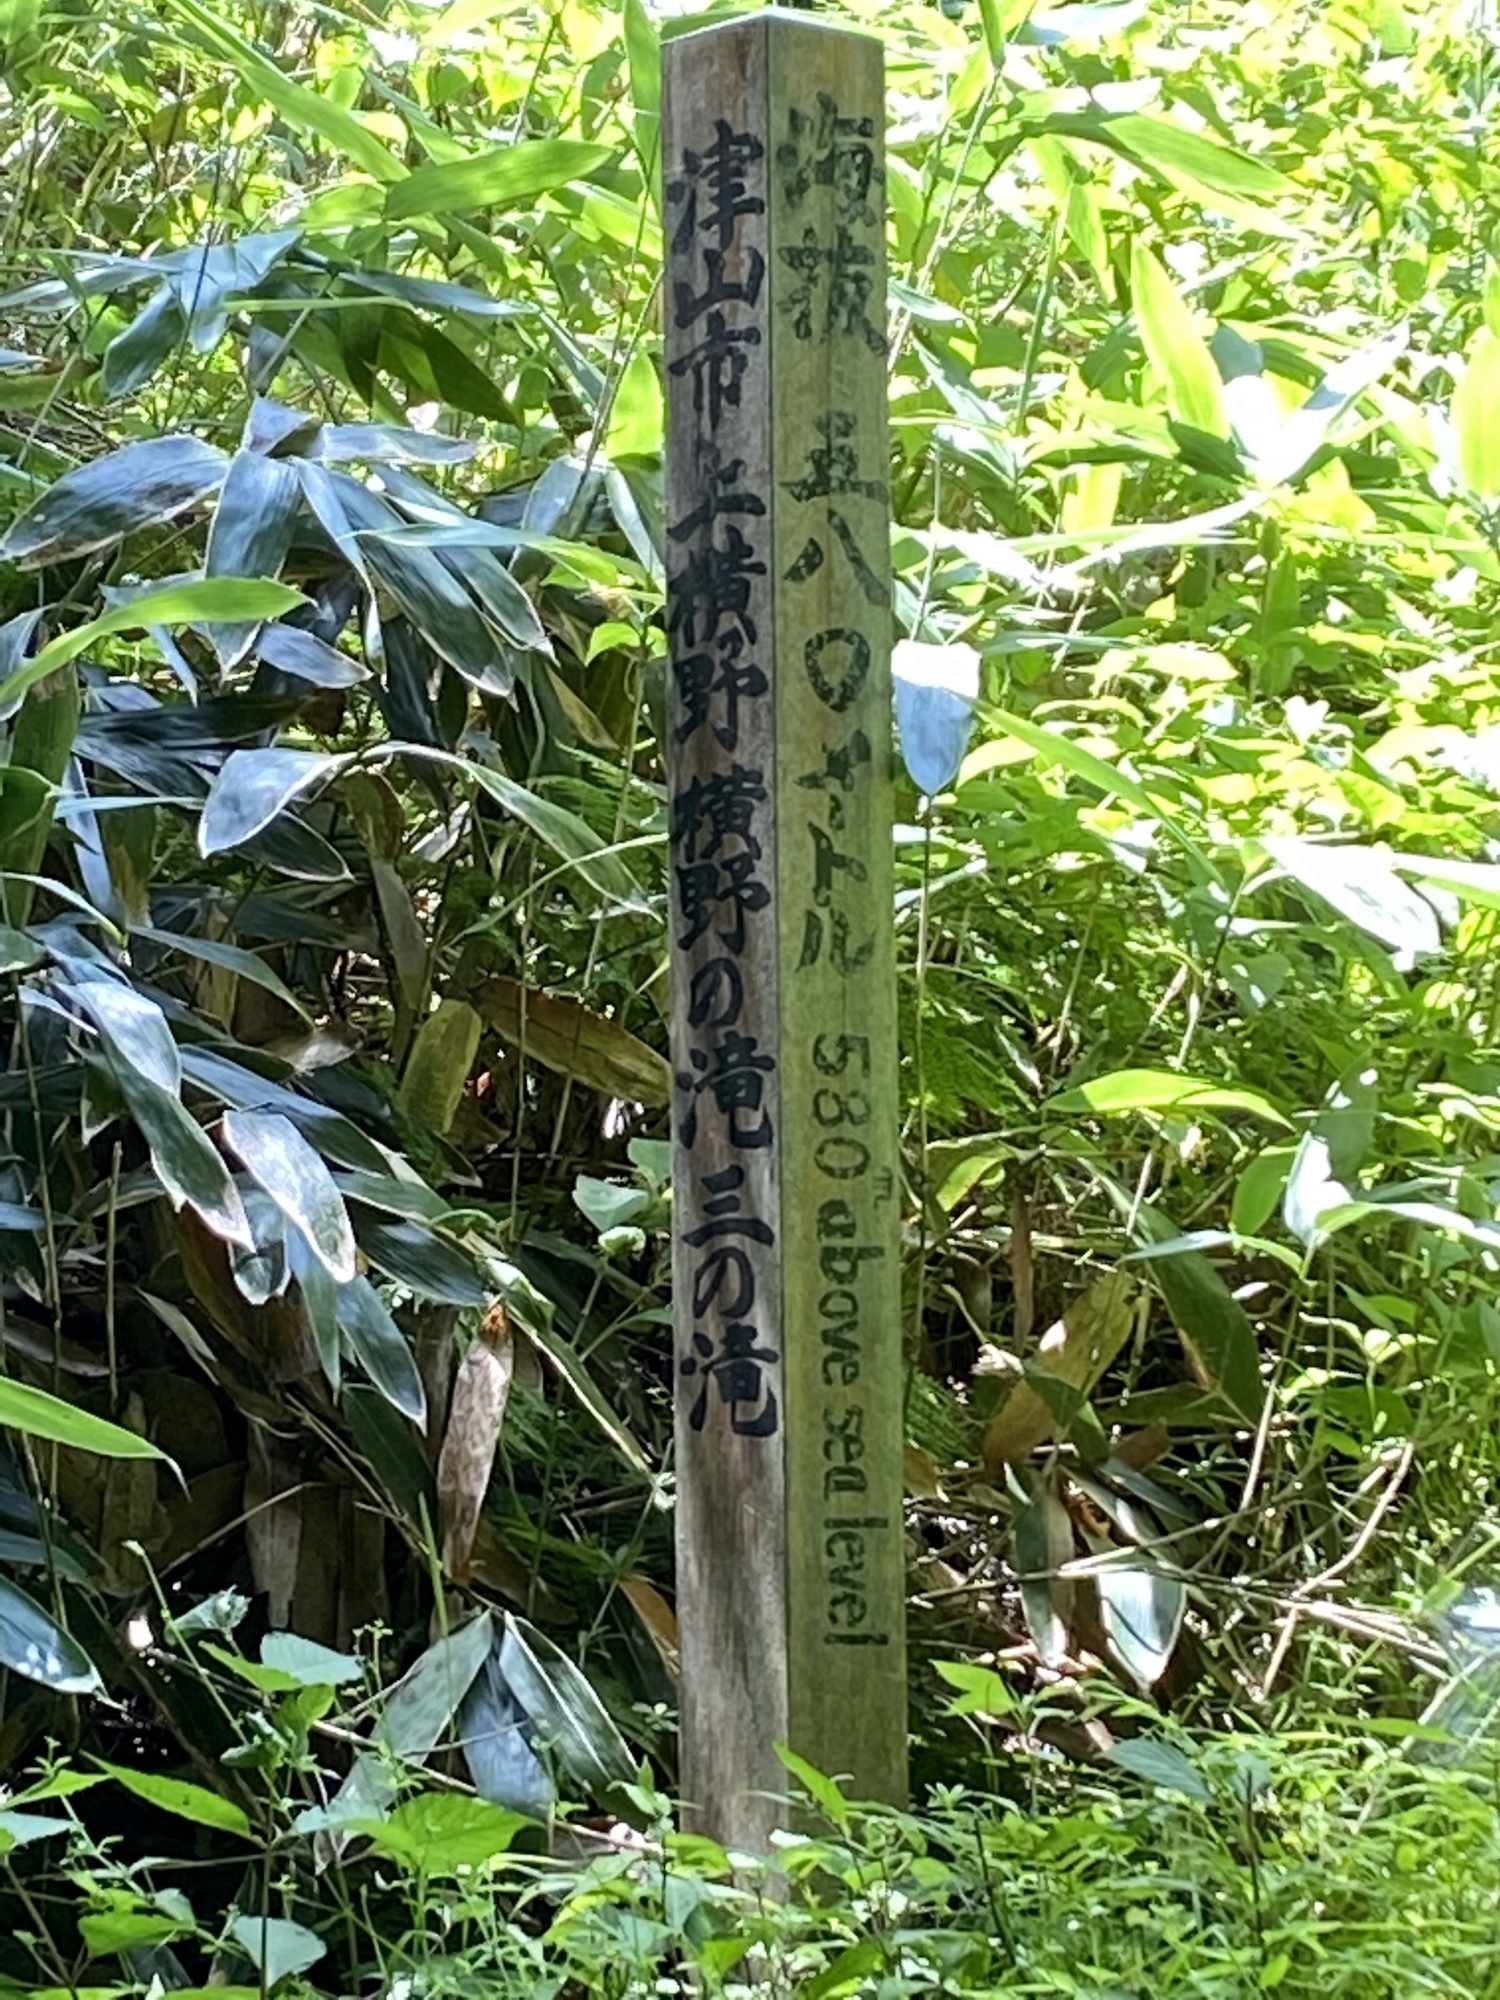 海抜 五八〇メートル 580m above sea level
津山市上横野 横野の滝 三の滝